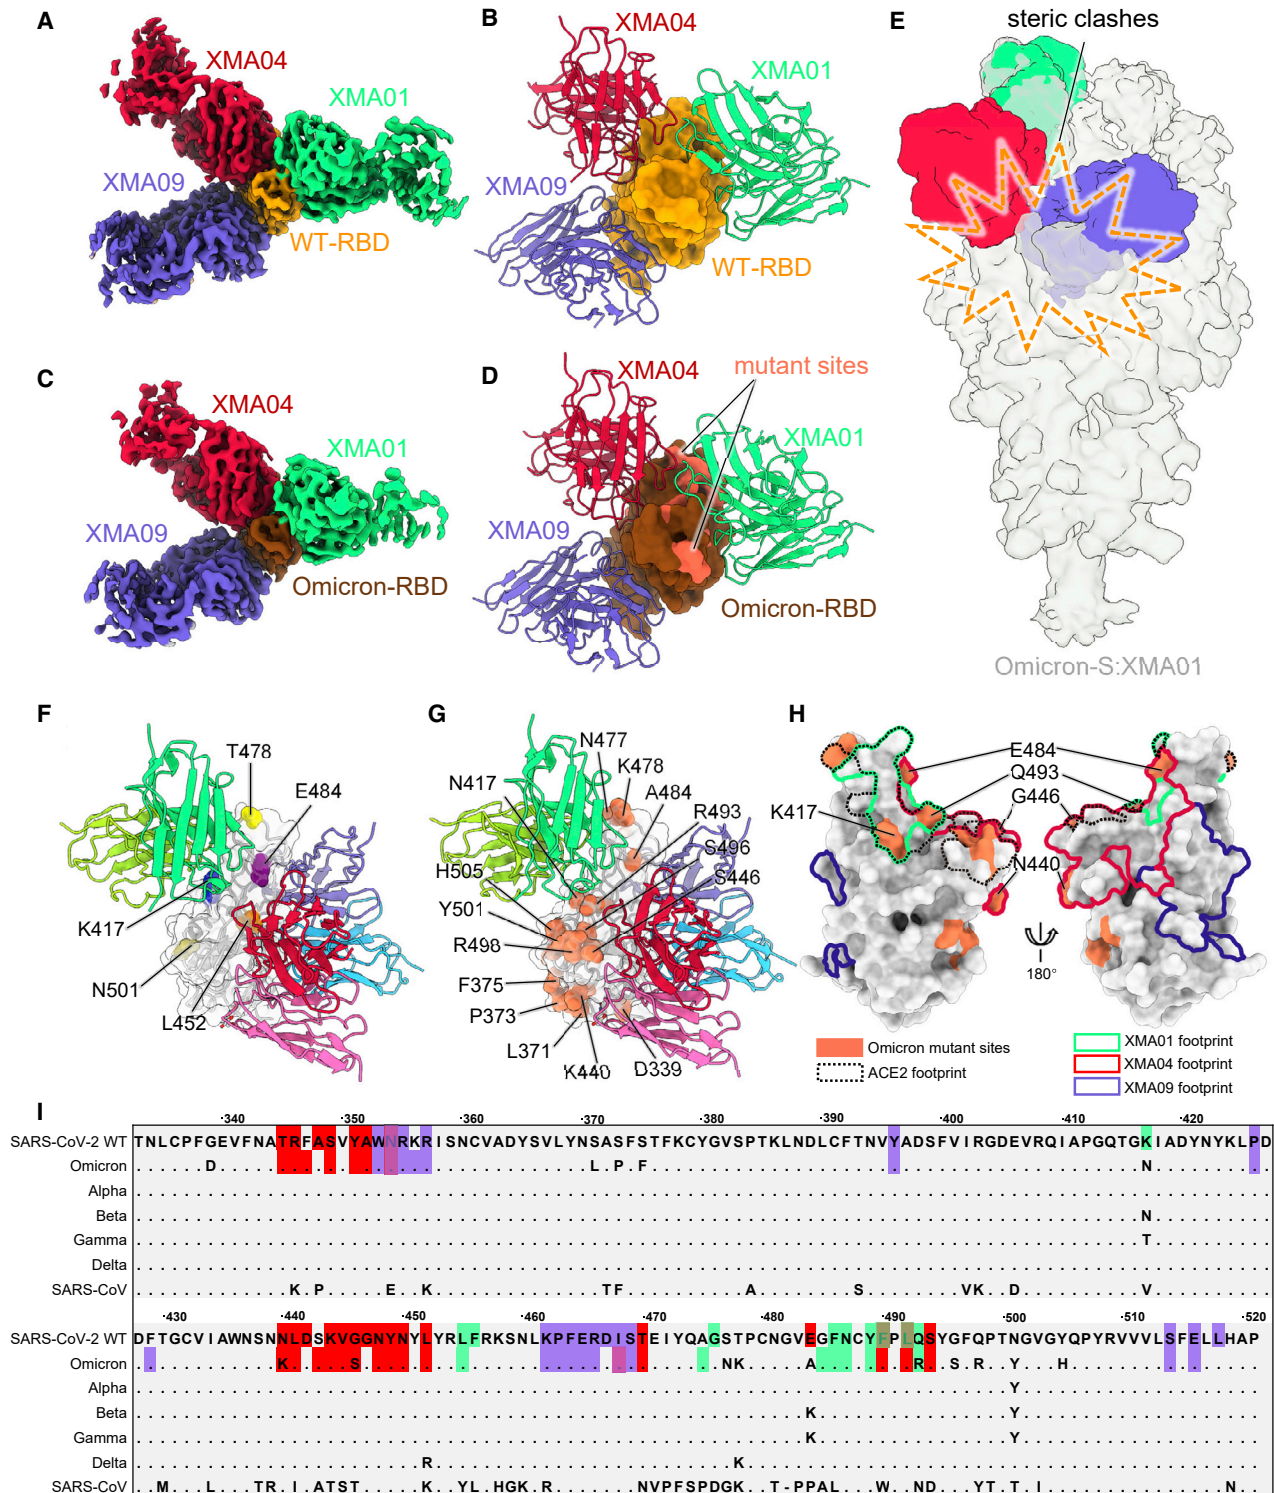 A
XMA04
XMA01
XMA09
WT-RBD
B
XMA04
XMA01
XMA09
WT-RBD
E
steric clashes
Omicron-S:XMA01
C
XMA04
XMA01
XMA09
Omicron-RBD
D
XMA04
mutant sites
XMA01
XMA09
Omicron-RBD
F
T478
E484
K417
N501
L452
G
N477
K478
A484
N417
R493
S496
S446
H505
Y501
R498
F375
P373
L371
K440
D339
H
E484
Q493
G446
K417
N440
180°
Omicron mutant sites
ACE2 footprint
XMA01 footprint
XMA04 footprint
XMA09 footprint
I
·340 ·350 ·360 ·370 ·380 ·390 ·400 ·410 ·420
SARS-CoV-2 WT TNLCPFGEVFNATRFASVYAWNRKRISNCVADYSVLYNSASFSTFKCYGVSPTKLNDLCFTNVYADSFVIRGDEVRQIAPGQTGKIADYNYKLPD
Omicron ......D...............................L.P.F.........................................N..........
Alpha ...............................................................................................
Beta ....................................................................................N..........
Gamma ....................................................................................T..........
Delta ...............................................................................................
SARS-CoV .............K.P.....E..K..............TF..........A........S........VK..D..........V..........
·430 ·440 ·450 ·460 ·470 ·480 ·490 ·500 ·510
SARS-CoV-2 WT DFTGCVIAWNSNNLDSKVGGNYNYLYRLFRKSNLKPFERDISTEIYQAGSTPCNGVEGFNCYFPLQSYGFQPTNGVGYQPYRVVVLSFELLHAP
Omicron ............K.....S..............................NK.....A........R..S.R..Y...H................
Alpha .........................................................................Y....................
Beta ........................................................K................Y....................
Gamma ........................................................K................Y....................
Delta ........................R.........................K...........................................
SARS-CoV ..M...L...TR.I.ATST.....K..YL.HGK.R.......NVPFSPDGK..T-PPAL...W..ND..YT.T.I...............N...